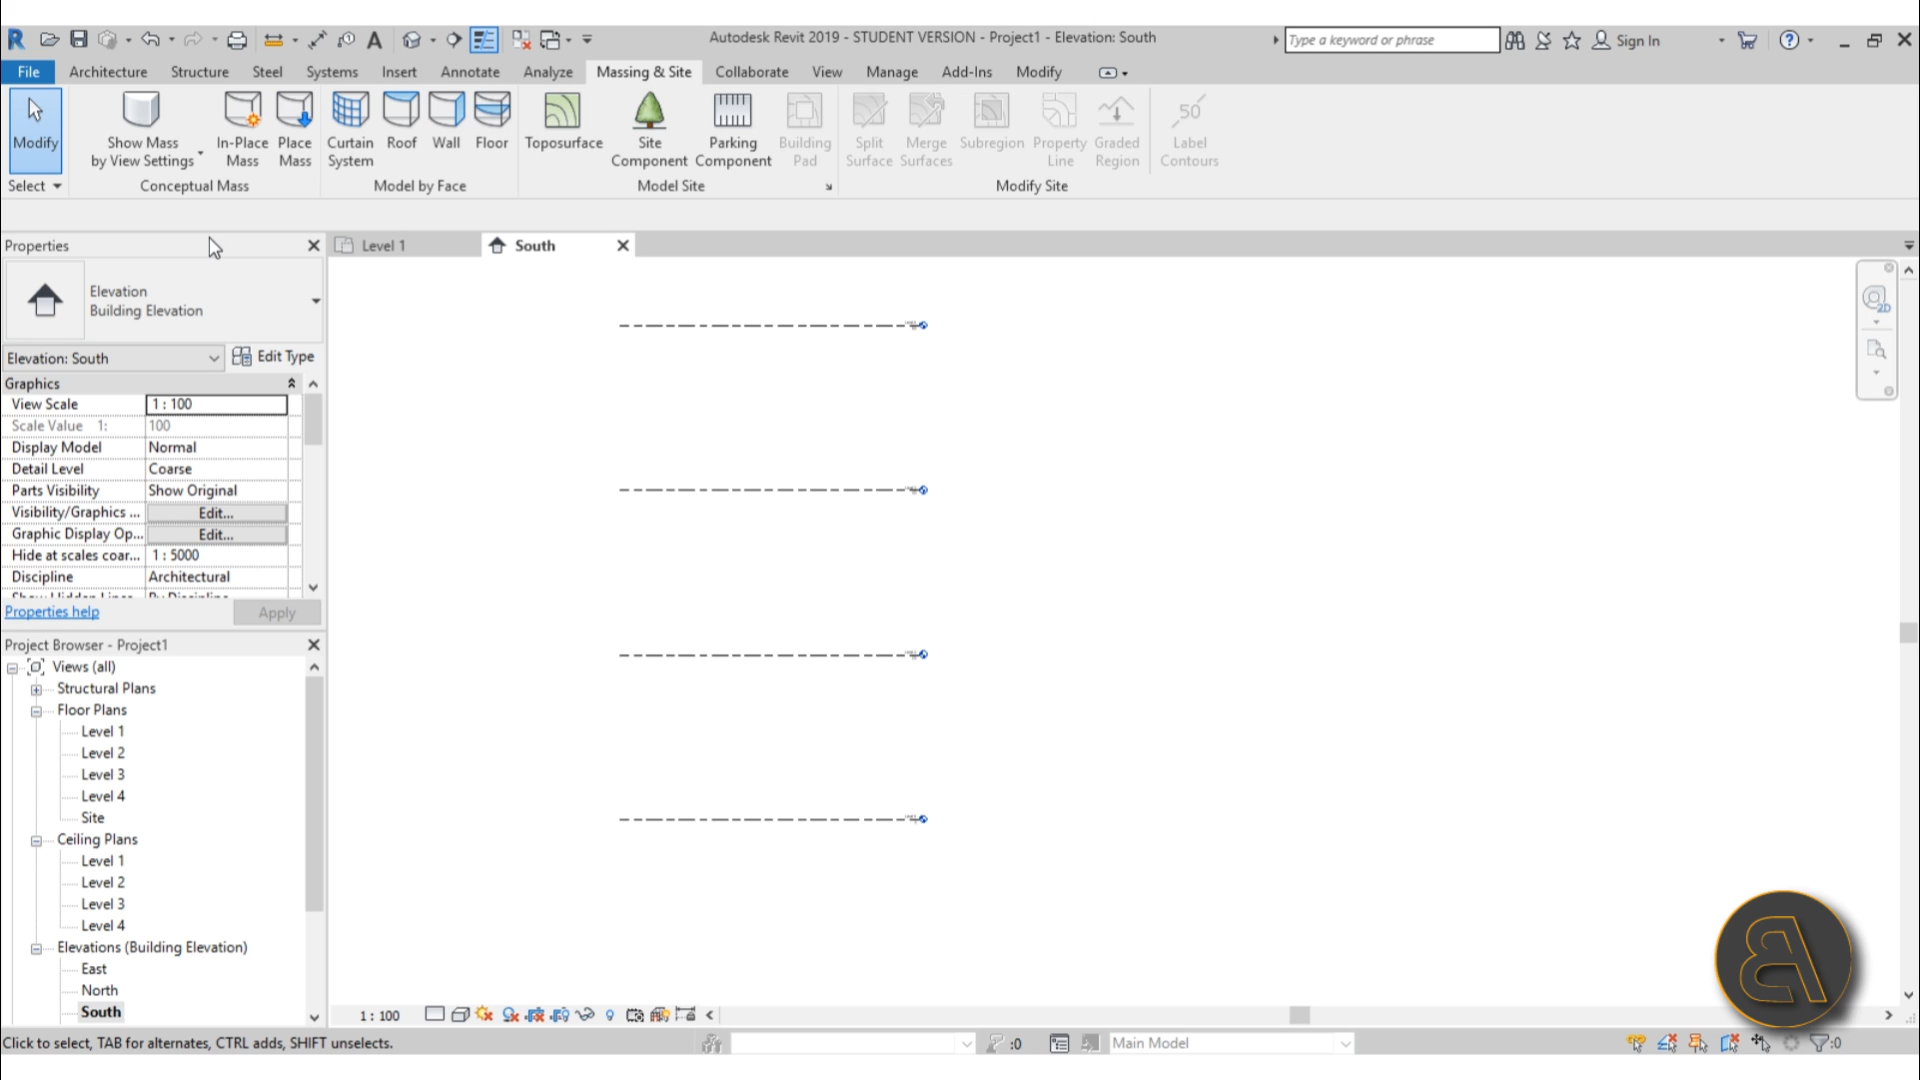 Autodesk Revit 2019 - STUDENT VERSION - Project1 - Elevation: South
Type a keyword or phrase
Sign In
File Architecture Structure Steel Systems Insert Annotate Analyze Massing & Site Collaborate View Manage Add-Ins Modify
Modify
Show Mass by View Settings
In-Place Mass
Place Mass
Curtain System
Roof
Wall
Floor
Toposurface
Site Component
Parking Component
Building Pad
Split Surface
Merge Surfaces
Subregion
Property Line
Graded Region
50
Label Contours
Select
Conceptual Mass
Model by Face
Model Site
Modify Site
Properties
Level 1
South
2D
Elevation
Building Elevation
Elevation: South
Edit Type
Graphics
View Scale 1 : 100
Scale Value 1: 100
Display Model Normal
Detail Level Coarse
Parts Visibility Show Original
Visibility/Graphics ... Edit...
Graphic Display Op... Edit...
Hide at scales coar... 1 : 5000
Discipline Architectural
Properties help
Apply
Project Browser - Project1
Views (all)
Structural Plans
Floor Plans
Level 1
Level 2
Level 3
Level 4
Site
Ceiling Plans
Level 1
Level 2
Level 3
Level 4
Elevations (Building Elevation)
East
North
South
1 : 100
Click to select, TAB for alternates, CTRL adds, SHIFT unselects.
:0
Main Model
:0